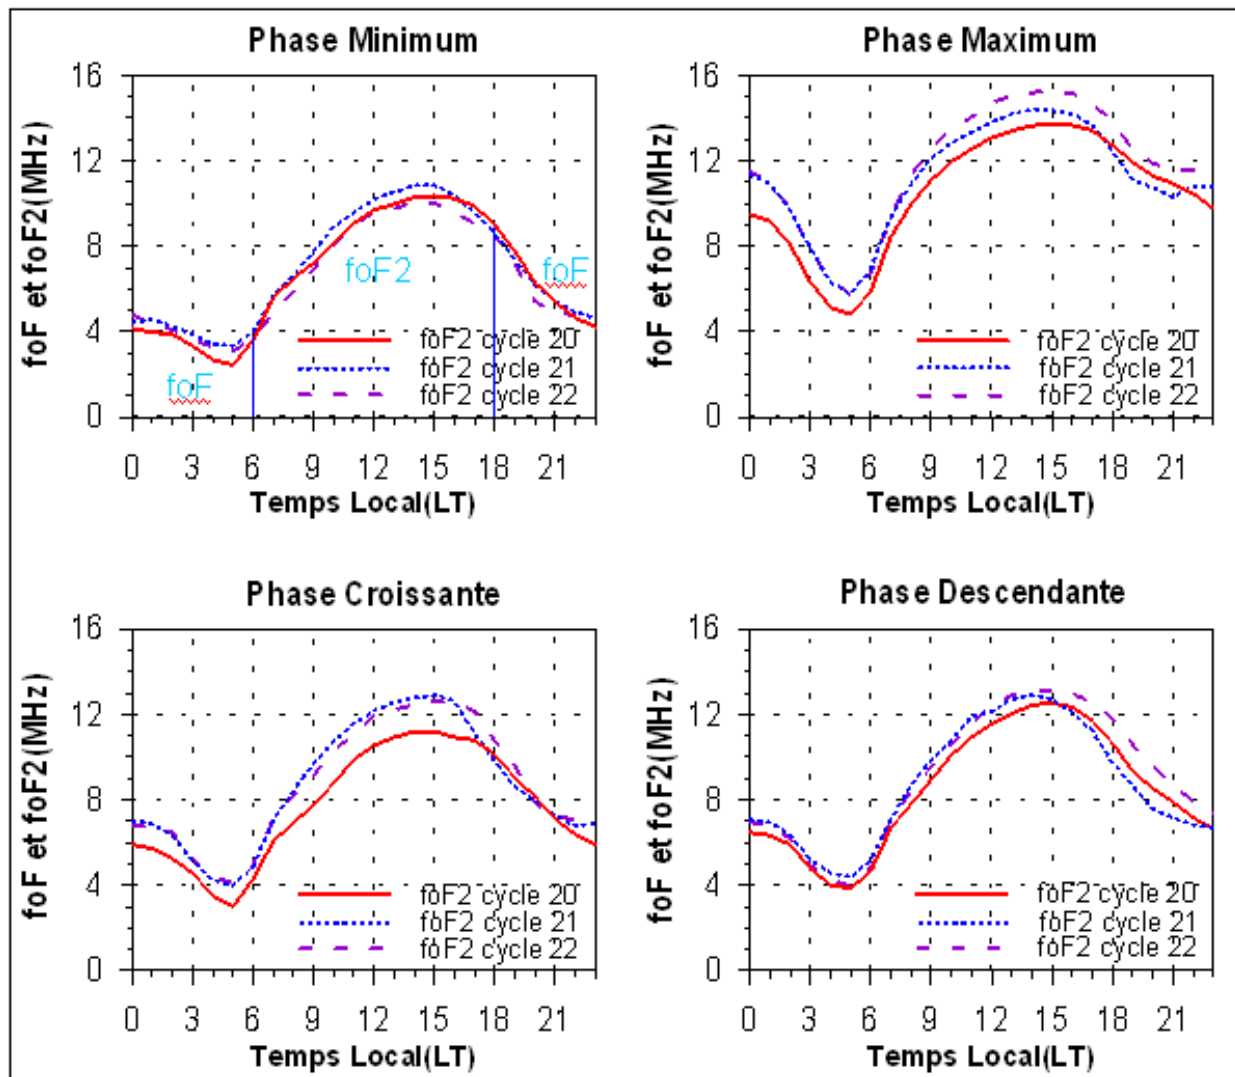 Phase Minimum
foF et foF2(MHz)
16
12
8
4
0
foF2
foF
foF
foF2 cycle 20
foF2 cycle 21
foF2 cycle 22
0 3 6 9 12 15 18 21
Temps Local(LT)
Phase Maximum
foF et foF2(MHz)
16
12
8
4
0
foF2 cycle 20
foF2 cycle 21
foF2 cycle 22
0 3 6 9 12 15 18 21
Temps Local(LT)
Phase Croissante
foF et foF2(MHz)
16
12
8
4
0
foF2 cycle 20
foF2 cycle 21
foF2 cycle 22
0 3 6 9 12 15 18 21
Temps Local(LT)
Phase Descendante
foF et foF2(MHz)
16
12
8
4
0
foF2 cycle 20
foF2 cycle 21
foF2 cycle 22
0 3 6 9 12 15 18 21
Temps Local(LT)